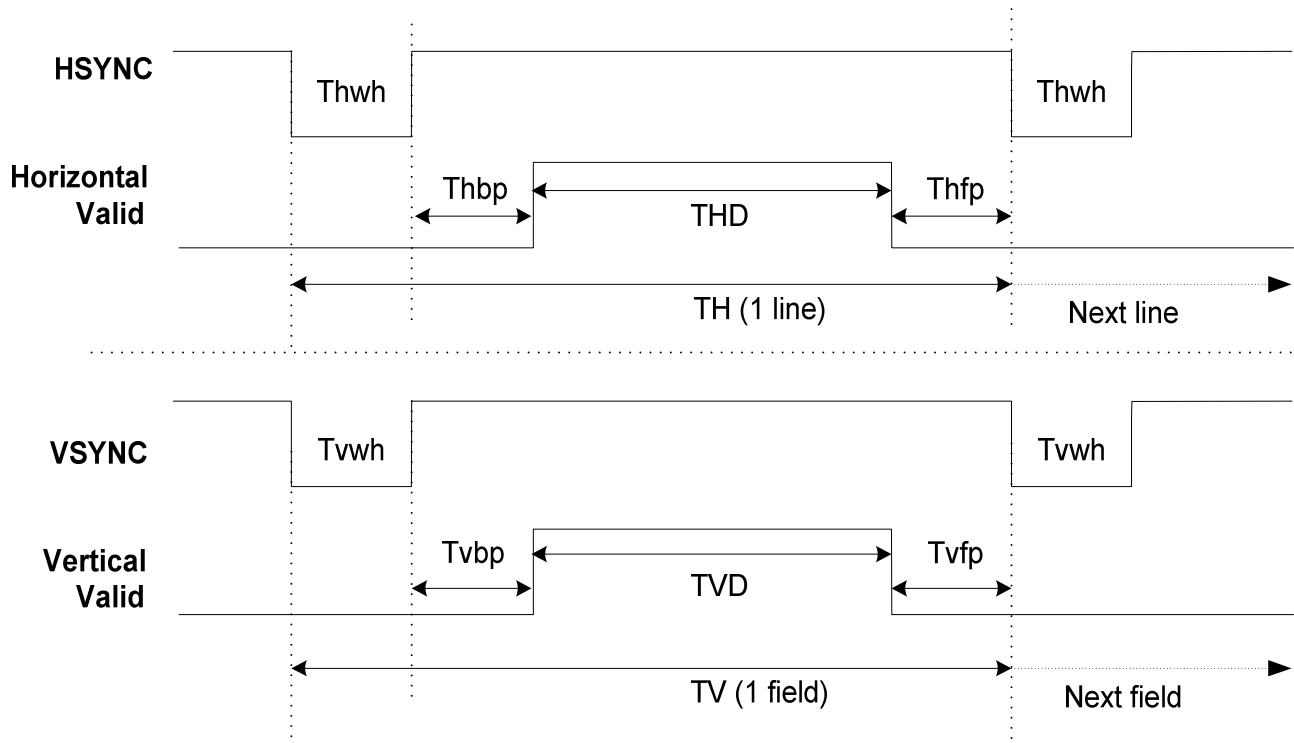 HSYNC
Thwh
Thwh
Horizontal
Valid
Thbp
THD
Thfp
TH (1 line)
Next line
VSYNC
Tvwh
Tvwh
Vertical
Valid
Tvbp
TVD
Tvfp
TV (1 field)
Next field